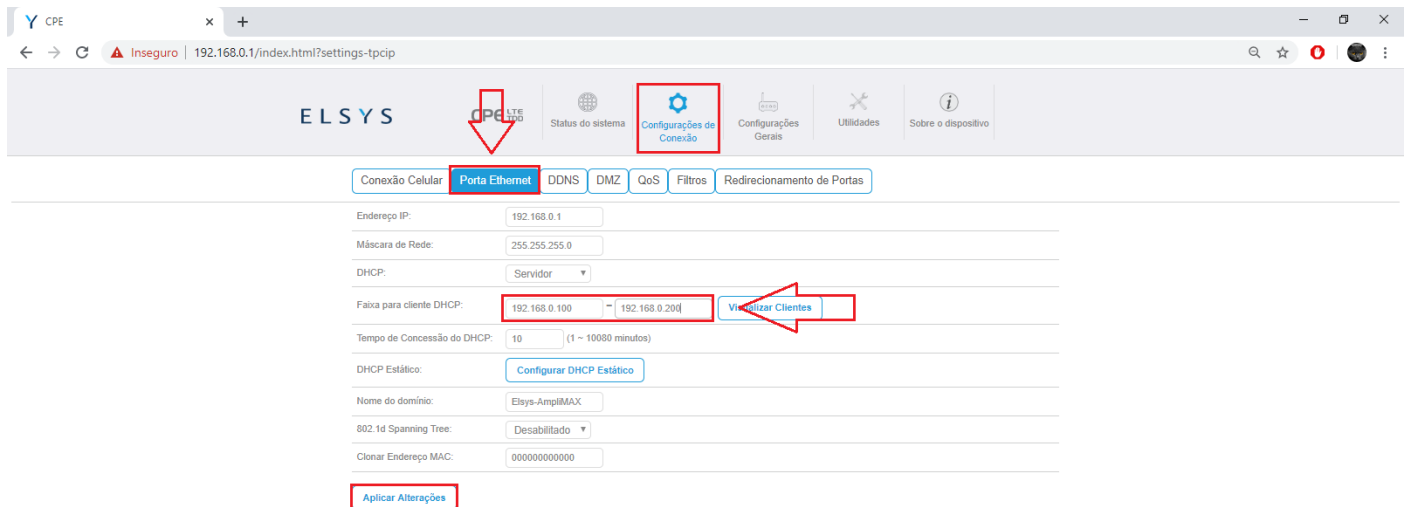 CPE
Inseguro | 192.168.0.1/index.html?settings-tpcip
ELSYS
CPE LTE TDD
Status do sistema
Configurações de Conexão
Configurações Gerais
Utilidades
Sobre o dispositivo
Conexão Celular Porta Ethernet DDNS DMZ QoS Filtros Redirecionamento de Portas
Endereço IP: 192.168.0.1
Máscara de Rede: 255.255.255.0
DHCP: Servidor
Faixa para cliente DHCP: 192.168.0.100 - 192.168.0.200 Visualizar Clientes
Tempo de Concessão do DHCP: 10 (1 ~ 10080 minutos)
DHCP Estático: Configurar DHCP Estático
Nome do domínio: Elsys-AmpliMAX
802.1d Spanning Tree: Desabilitado
Clonar Endereço MAC: 000000000000
Aplicar Alterações